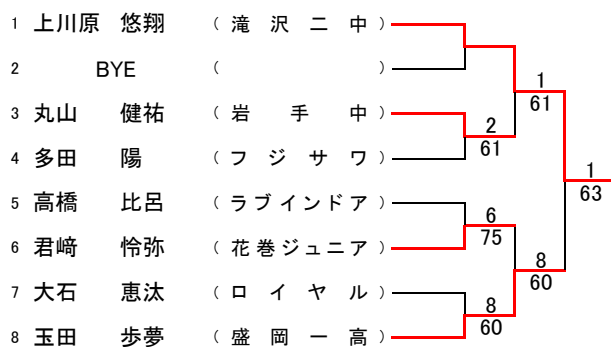 1 上川原 悠翔 （ 滝沢二中 ）
2 BYE （ ）
1
61
3 丸山 健祐 （ 岩手中 ）
2
61
4 多田 陽 （ フジサワ ）
1
63
5 高橋 比呂 （ ラブインドア ）
6
75
6 君﨑 怜弥 （ 花巻ジュニア ）
8
60
7 大石 恵汰 （ ロイヤル ）
8
60
8 玉田 歩夢 （ 盛岡一高 ）